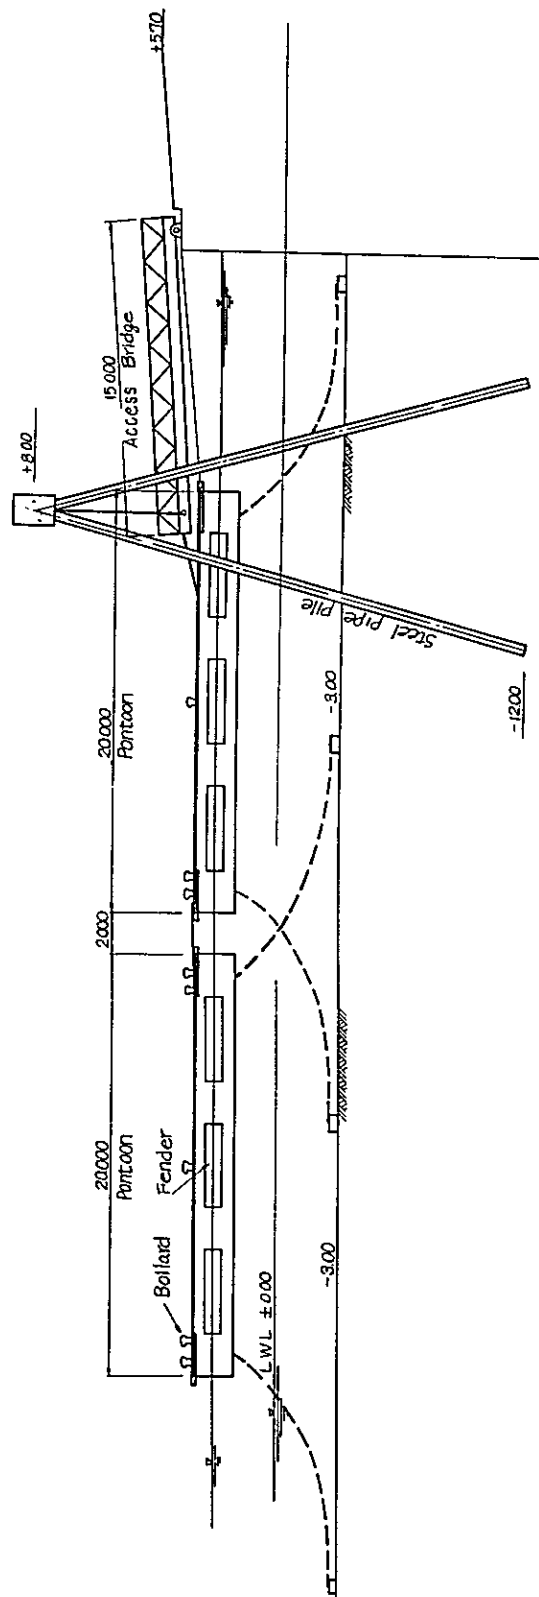 +5.70
+8.00
15.000
Access Bridge
20.000
Pontoon
2.000
20.000
Pontoon
Steel pipe pile
-3.00
-12.00
Fender
Bollard
LWL ±0.00
-3.00